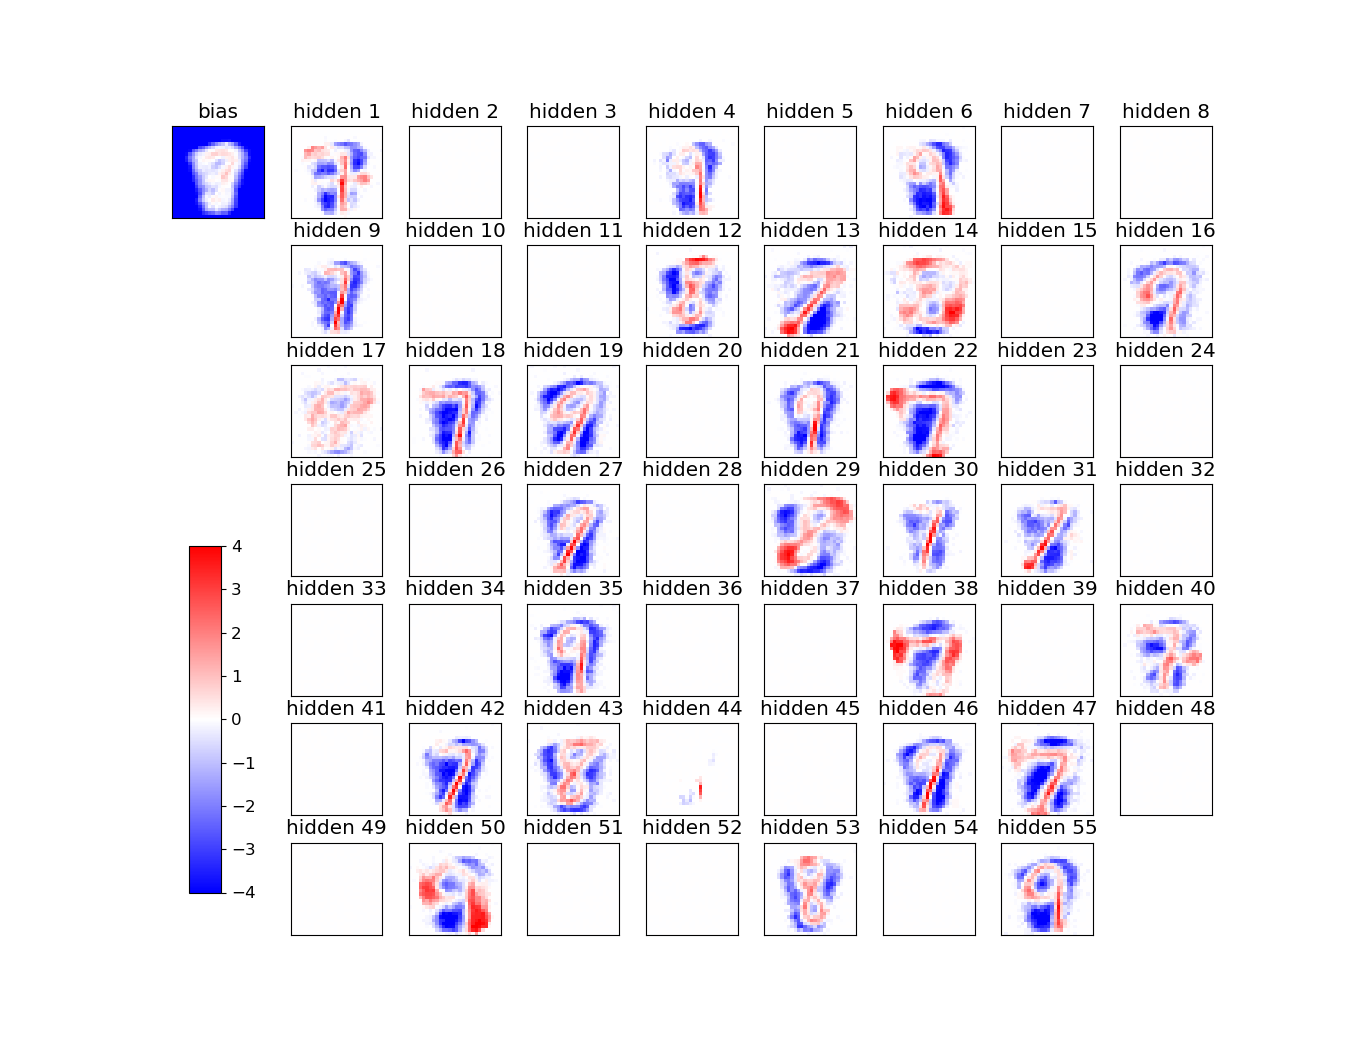 bias hidden 1 hidden 2 hidden 3 hidden 4 hidden 5 hidden 6 hidden 7 hidden 8
hidden 9 hidden 10 hidden 11 hidden 12 hidden 13 hidden 14 hidden 15 hidden 16
hidden 17 hidden 18 hidden 19 hidden 20 hidden 21 hidden 22 hidden 23 hidden 24
hidden 25 hidden 26 hidden 27 hidden 28 hidden 29 hidden 30 hidden 31 hidden 32
4
hidden 33 hidden 34 hidden 35 hidden 36 hidden 37 hidden 38 hidden 39 hidden 40
3
2
1
hidden 41 hidden 42 hidden 43 hidden 44 hidden 45 hidden 46 hidden 47 hidden 48
0
−1
−2
hidden 49 hidden 50 hidden 51 hidden 52 hidden 53 hidden 54 hidden 55
−3
−4